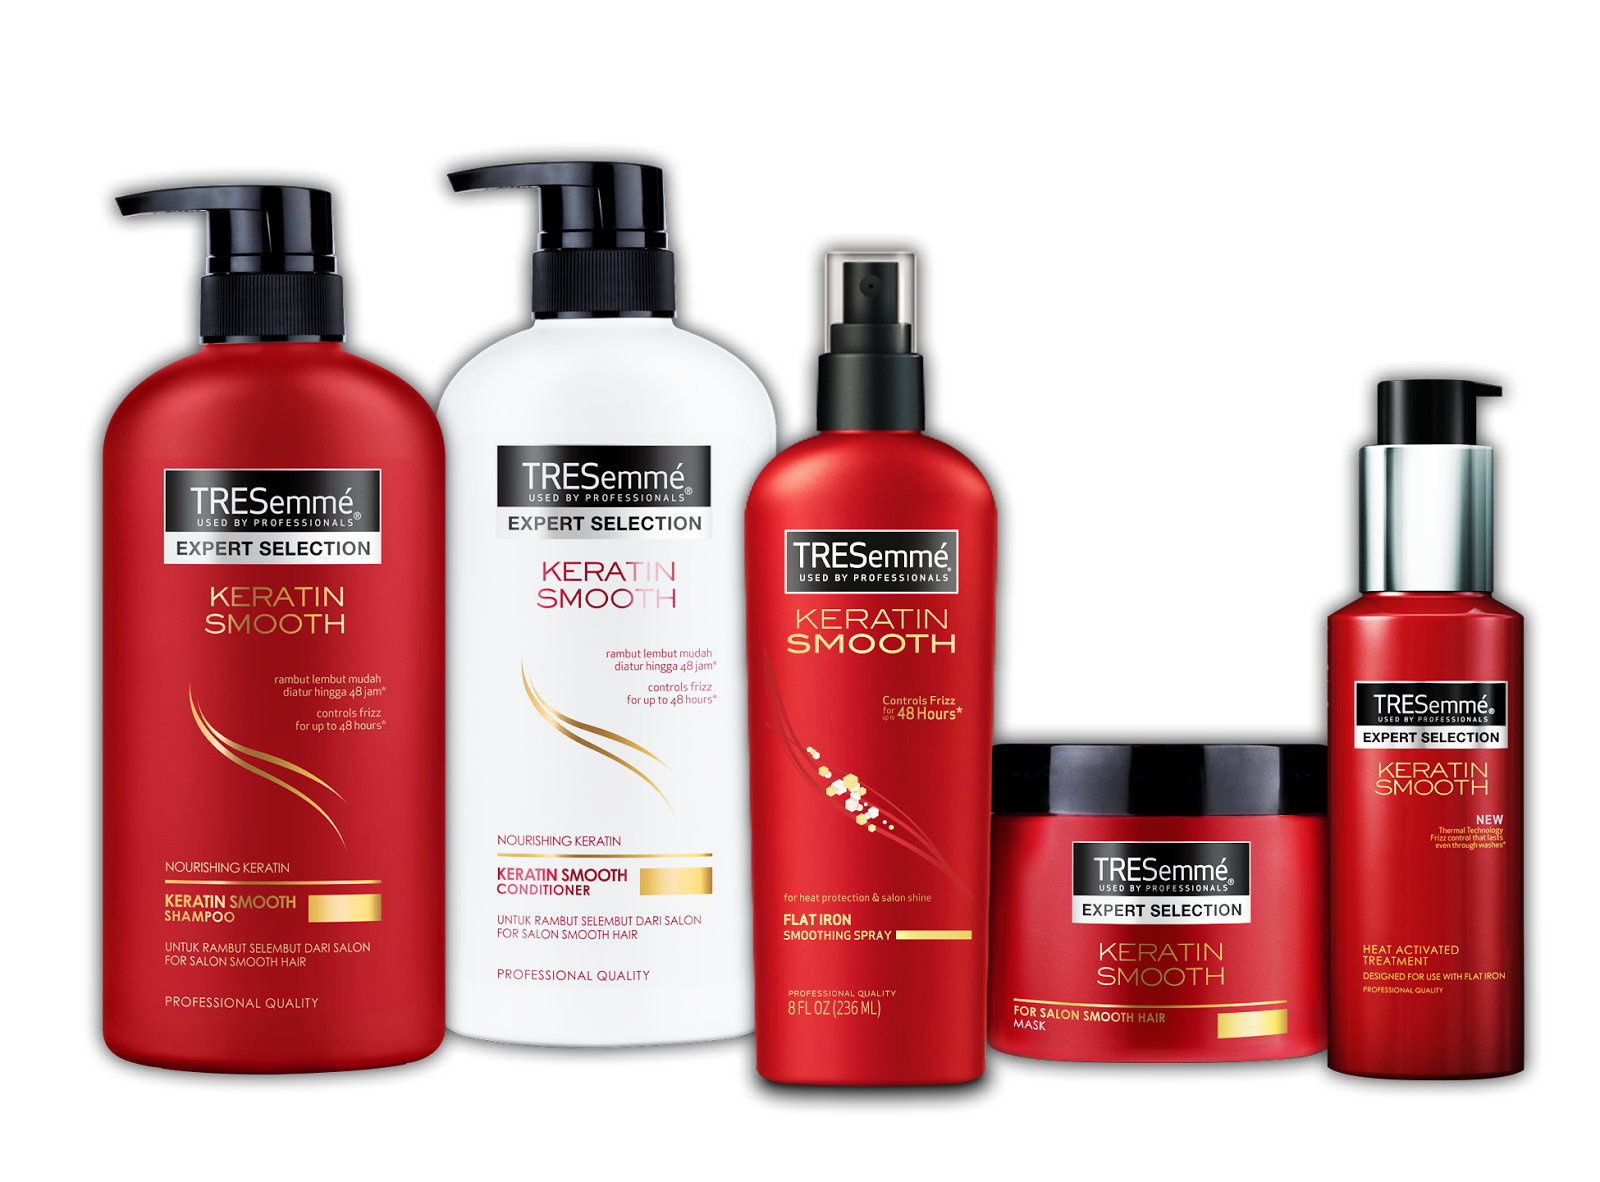 TRESemmé®
USED BY PROFESSIONALS
EXPERT SELECTION
KERATIN
SMOOTH
rambut lembut mudah
diatur hingga 48 jam*
controls frizz
for up to 48 hours*
NOURISHING KERATIN
KERATIN SMOOTH
SHAMPOO
UNTUK RAMBUT SELEMBUT DARI SALON
FOR SALON SMOOTH HAIR
PROFESSIONAL QUALITY
TRESemmé®
USED BY PROFESSIONALS
EXPERT SELECTION
KERATIN
SMOOTH
rambut lembut mudah
diatur hingga 48 jam*
controls frizz
for up to 48 hours*
NOURISHING KERATIN
KERATIN SMOOTH
CONDITIONER
UNTUK RAMBUT SELEMBUT DARI SALON
FOR SALON SMOOTH HAIR
PROFESSIONAL QUALITY
TRESemmé®
USED BY PROFESSIONALS
KERATIN
SMOOTH
Controls Frizz
for up to 48 Hours*
for heat protection & salon shine
FLAT IRON
SMOOTHING SPRAY
PROFESSIONAL QUALITY
8 FL OZ (236 ML)
TRESemmé®
USED BY PROFESSIONALS
EXPERT SELECTION
KERATIN
SMOOTH
FOR SALON SMOOTH HAIR
MASK
TRESemmé®
USED BY PROFESSIONALS
EXPERT SELECTION
KERATIN
SMOOTH
NEW
Thermal Technology
Frizz control that lasts
even through washes*
HEAT ACTIVATED
TREATMENT
DESIGNED FOR USE WITH FLAT IRON
PROFESSIONAL QUALITY